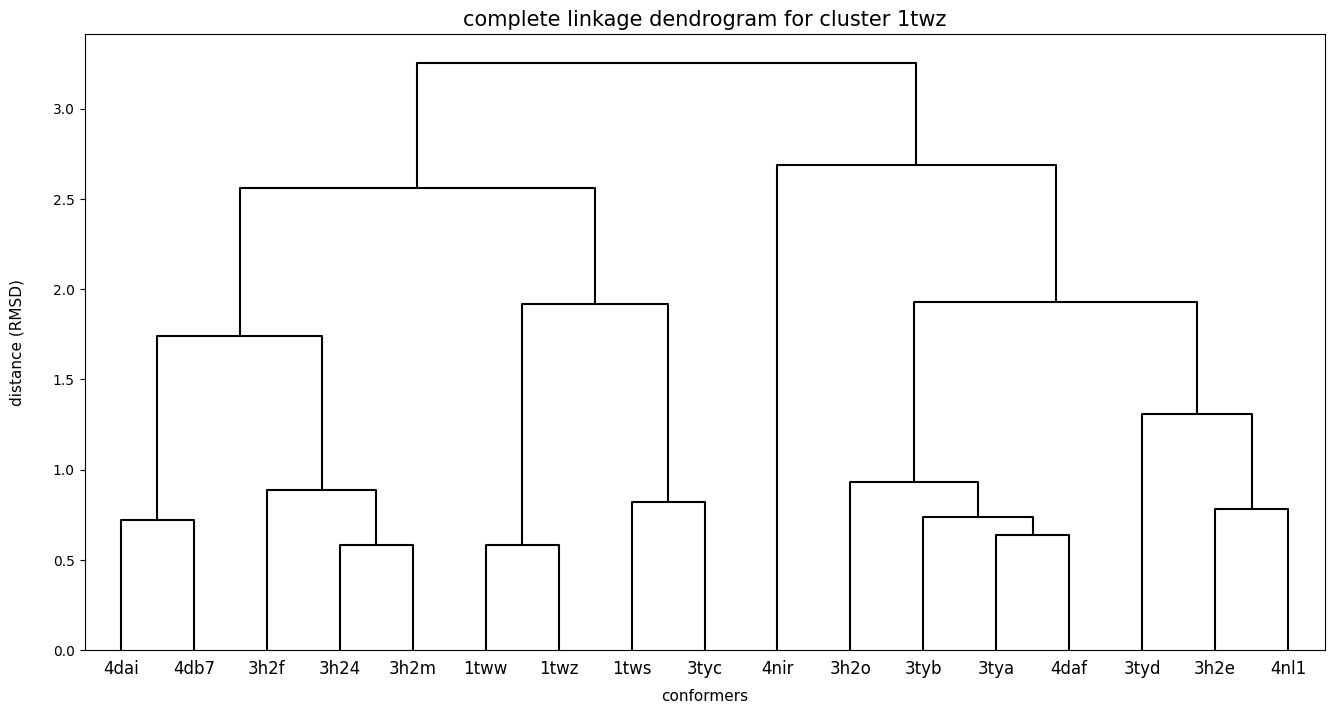 complete linkage dendrogram for cluster 1twz
distance (RMSD)
3.0
2.5
2.0
1.5
1.0
0.5
0.0
4dai 4db7 3h2f 3h24 3h2m 1tww 1twz 1tws 3tyc 4nir 3h2o 3tyb 3tya 4daf 3tyd 3h2e 4nl1
conformers